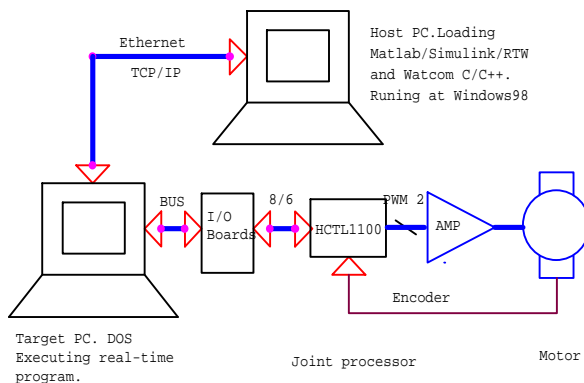 Ethernet
TCP/IP
Host PC.Loading
Matlab/Simulink/RTW
and Watcom C/C++.
Runing at Windows98
BUS
I/O
Boards
8/6
HCTL1100
PWM 2
AMP
Encoder
Target PC. DOS
Executing real-time
program.
Joint processor
Motor